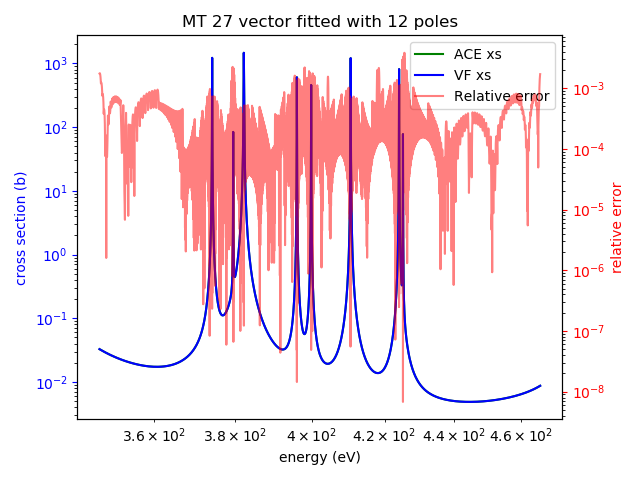 MT 27 vector fitted with 12 poles
ACE xs
VF xs
Relative error
10³
10²
10¹
10⁰
10⁻¹
10⁻²
cross section (b)
10⁻³
10⁻⁴
10⁻⁵
10⁻⁶
10⁻⁷
10⁻⁸
relative error
3.6 × 10² 3.8 × 10² 4 × 10² 4.2 × 10² 4.4 × 10² 4.6 × 10²
energy (eV)